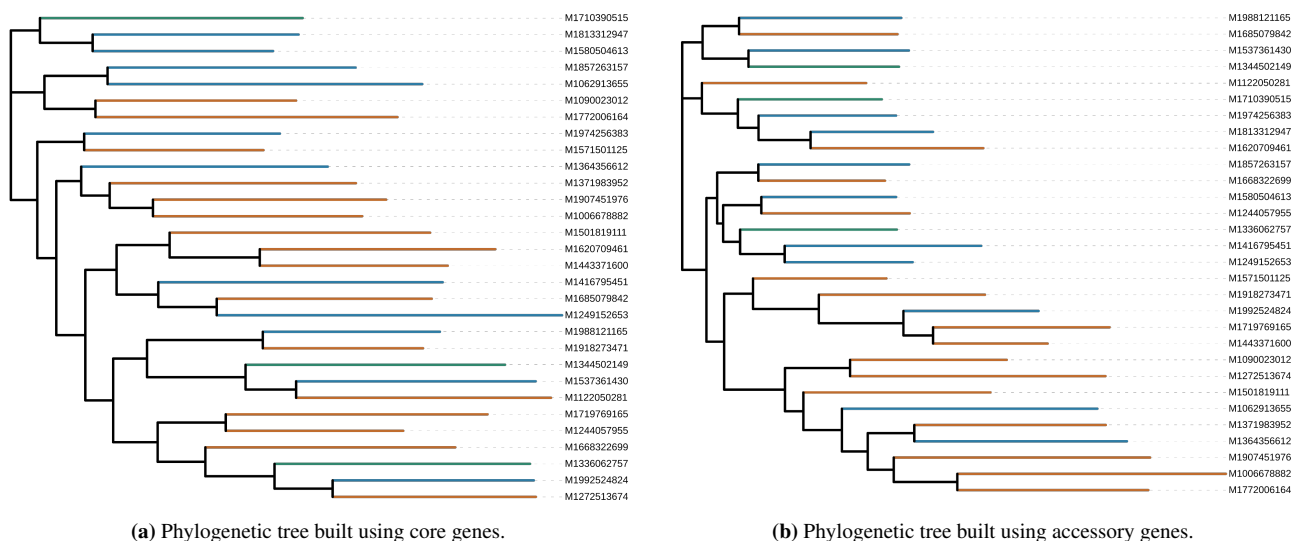 M1710390515
M1813312947
M1580504613
M1857263157
M1062913655
M1090023012
M1772006164
M1974256383
M1571501125
M1364356612
M1371983952
M1907451976
M1006678882
M1501819111
M1620709461
M1443371600
M1416795451
M1685079842
M1249152653
M1988121165
M1918273471
M1344502149
M1537361430
M1122050281
M1719769165
M1244057955
M1668322699
M1336062757
M1992524824
M1272513674
(a) Phylogenetic tree built using core genes.
M1988121165
M1685079842
M1537361430
M1344502149
M1122050281
M1710390515
M1974256383
M1813312947
M1620709461
M1857263157
M1668322699
M1580504613
M1244057955
M1336062757
M1416795451
M1249152653
M1571501125
M1918273471
M1992524824
M1719769165
M1443371600
M1090023012
M1272513674
M1501819111
M1062913655
M1371983952
M1364356612
M1907451976
M1006678882
M1772006164
(b) Phylogenetic tree built using accessory genes.